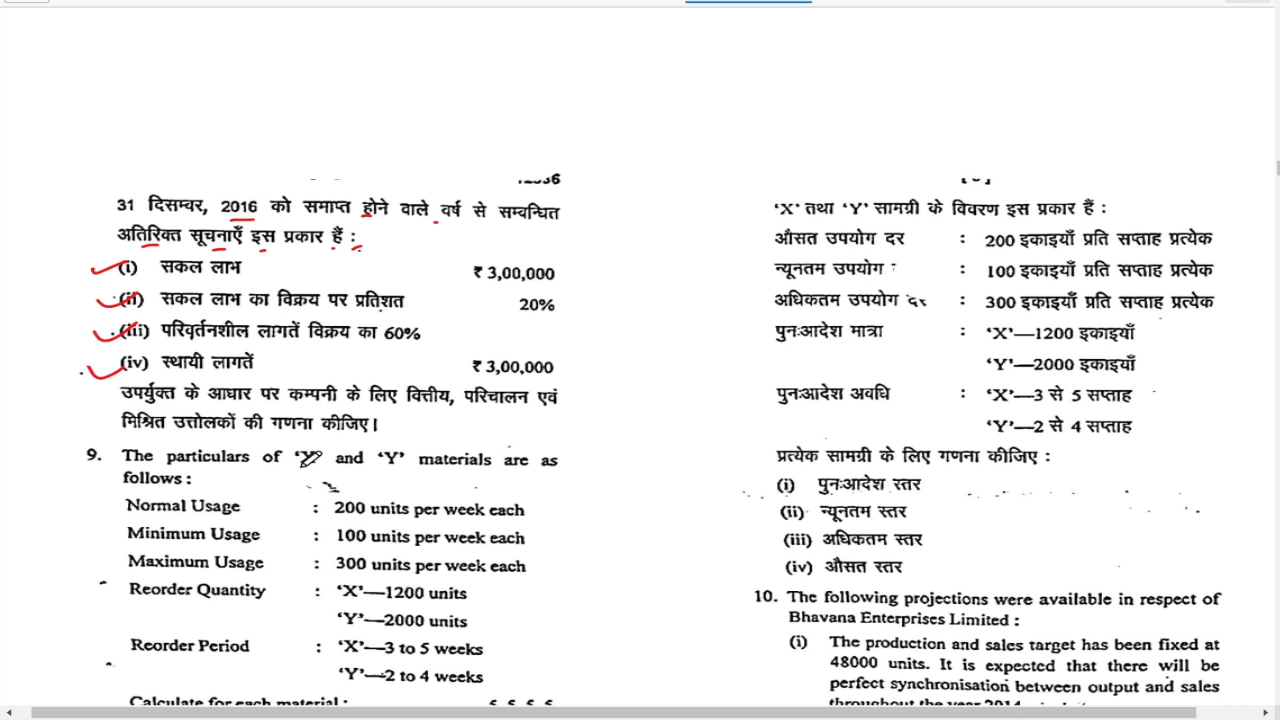 31 दिसम्बर, 2016 को समाप्त होने वाले वर्ष से सम्बन्धित
अतिरिक्त सूचनाएँ इस प्रकार हैं :
(i) सकल लाभ ₹ 3,00,000
(ii) सकल लाभ का विक्रय पर प्रतिशत 20%
(iii) परिवर्तनशील लागतें विक्रय का 60%
(iv) स्थायी लागतें ₹ 3,00,000
उपर्युक्त के आधार पर कम्पनी के लिए वित्तीय, परिचालन एवं
मिश्रित उत्तोलकों की गणना कीजिए।
9. The particulars of and 'Y' materials are as
follows :
Normal Usage : 200 units per week each
Minimum Usage : 100 units per week each
Maximum Usage : 300 units per week each
Reorder Quantity : 'X'—1200 units
'Y'—2000 units
Reorder Period : 'X'—3 to 5 weeks
'Y'—2 to 4 weeks
Calculate for each material :
'X' तथा 'Y' सामग्री के विवरण इस प्रकार हैं :
औसत उपयोग दर : 200 इकाइयाँ प्रति सप्ताह प्रत्येक
न्यूनतम उपयोग : 100 इकाइयाँ प्रति सप्ताह प्रत्येक
अधिकतम उपयोग दर : 300 इकाइयाँ प्रति सप्ताह प्रत्येक
पुनःआदेश मात्रा : 'X'—1200 इकाइयाँ
'Y'—2000 इकाइयाँ
पुनःआदेश अवधि : 'X'—3 से 5 सप्ताह
'Y'—2 से 4 सप्ताह
प्रत्येक सामग्री के लिए गणना कीजिए :
(i) पुनःआदेश स्तर
(ii) न्यूनतम स्तर
(iii) अधिकतम स्तर
(iv) औसत स्तर
10. The following projections were available in respect of
Bhavana Enterprises Limited :
(i) The production and sales target has been fixed at
48000 units. It is expected that there will be
perfect synchronisation between output and sales
throughout the year 2014